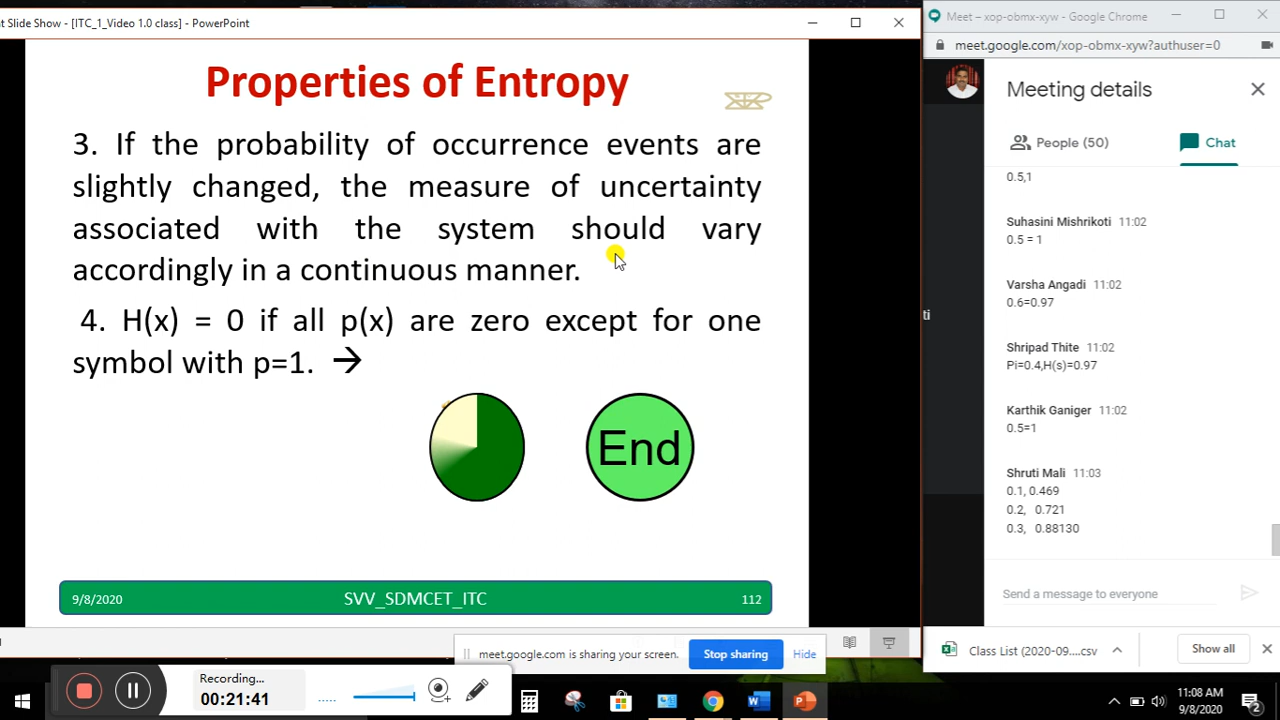 nt Slide Show - [ITC_1_Video 1.0 class] - PowerPoint
Properties of Entropy
3. If the probability of occurrence events are
slightly changed, the measure of uncertainty
associated with the system should vary
accordingly in a continuous manner.
4. H(x) = 0 if all p(x) are zero except for one
symbol with p=1. →
End
9/8/2020
SVV_SDMCET_ITC
112
meet.google.com is sharing your screen.
Stop sharing
Hide
Recording...
00:21:41
Meet – xop-obmx-xyw - Google Chrome
meet.google.com/xop-obmx-xyw?authuser=0
Meeting details
People (50)
Chat
0.5,1
Suhasini Mishrikoti 11:02
0.5 = 1
Varsha Angadi 11:02
0.6=0.97
Shripad Thite 11:02
Pi=0.4,H(s)=0.97
Karthik Ganiger 11:02
0.5=1
Shruti Mali 11:03
0.1, 0.469
0.2, 0.721
0.3, 0.88130
ti
Send a message to everyone
Class List (2020-09....csv
Show all
11:08 AM
9/8/2020
2